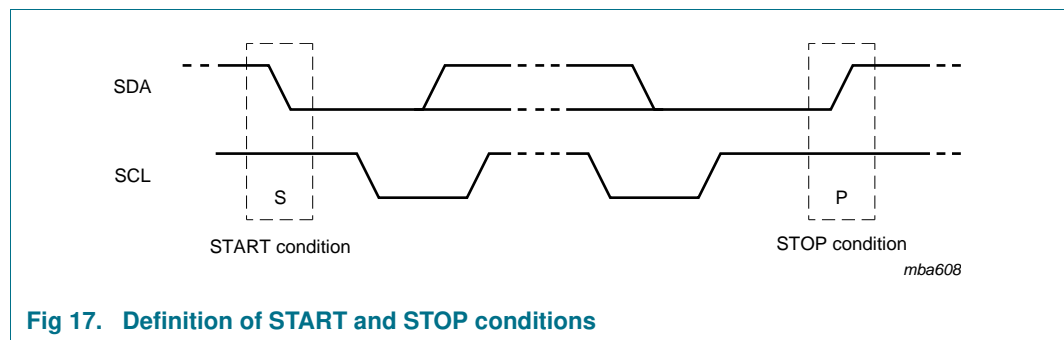 SDA
SCL
S
P
START condition
STOP condition
mba608
Fig 17. Definition of START and STOP conditions